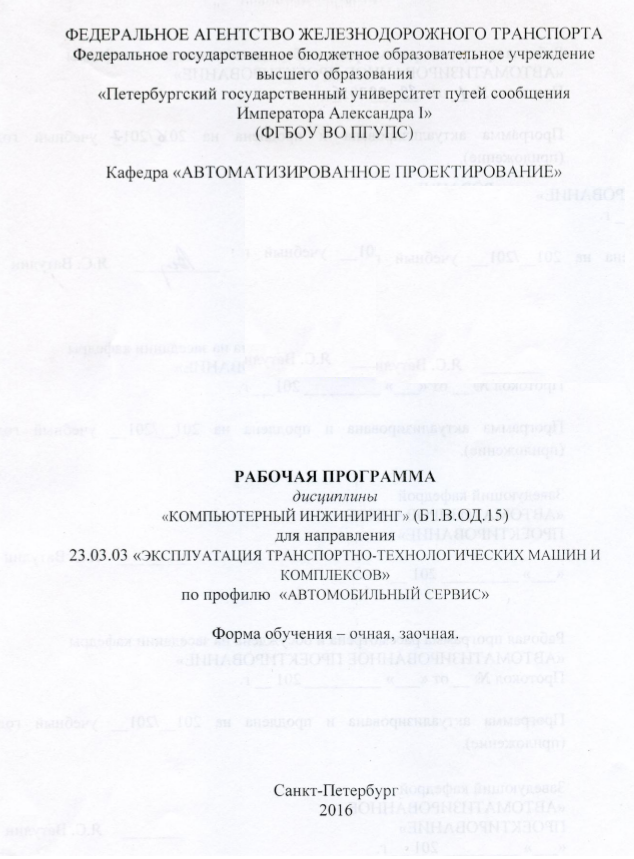 ФЕДЕРАЛЬНОЕ АГЕНТСТВО ЖЕЛЕЗНОДОРОЖНОГО ТРАНСПОРТА
Федеральное государственное бюджетное образовательное учреждение
высшего образования
«Петербургский государственный университет путей сообщения
Императора Александра I»
(ФГБОУ ВО ПГУПС)
Кафедра «АВТОМАТИЗИРОВАННОЕ ПРОЕКТИРОВАНИЕ»
РАБОЧАЯ ПРОГРАММА
дисциплины
«КОМПЬЮТЕРНЫЙ ИНЖИНИРИНГ» (Б1.В.ОД.15)
для направления
23.03.03 «ЭКСПЛУАТАЦИЯ ТРАНСПОРТНО-ТЕХНОЛОГИЧЕСКИХ МАШИН И
КОМПЛЕКСОВ»
по профилю «АВТОМОБИЛЬНЫЙ СЕРВИС»
Форма обучения – очная, заочная.
Санкт-Петербург
2016